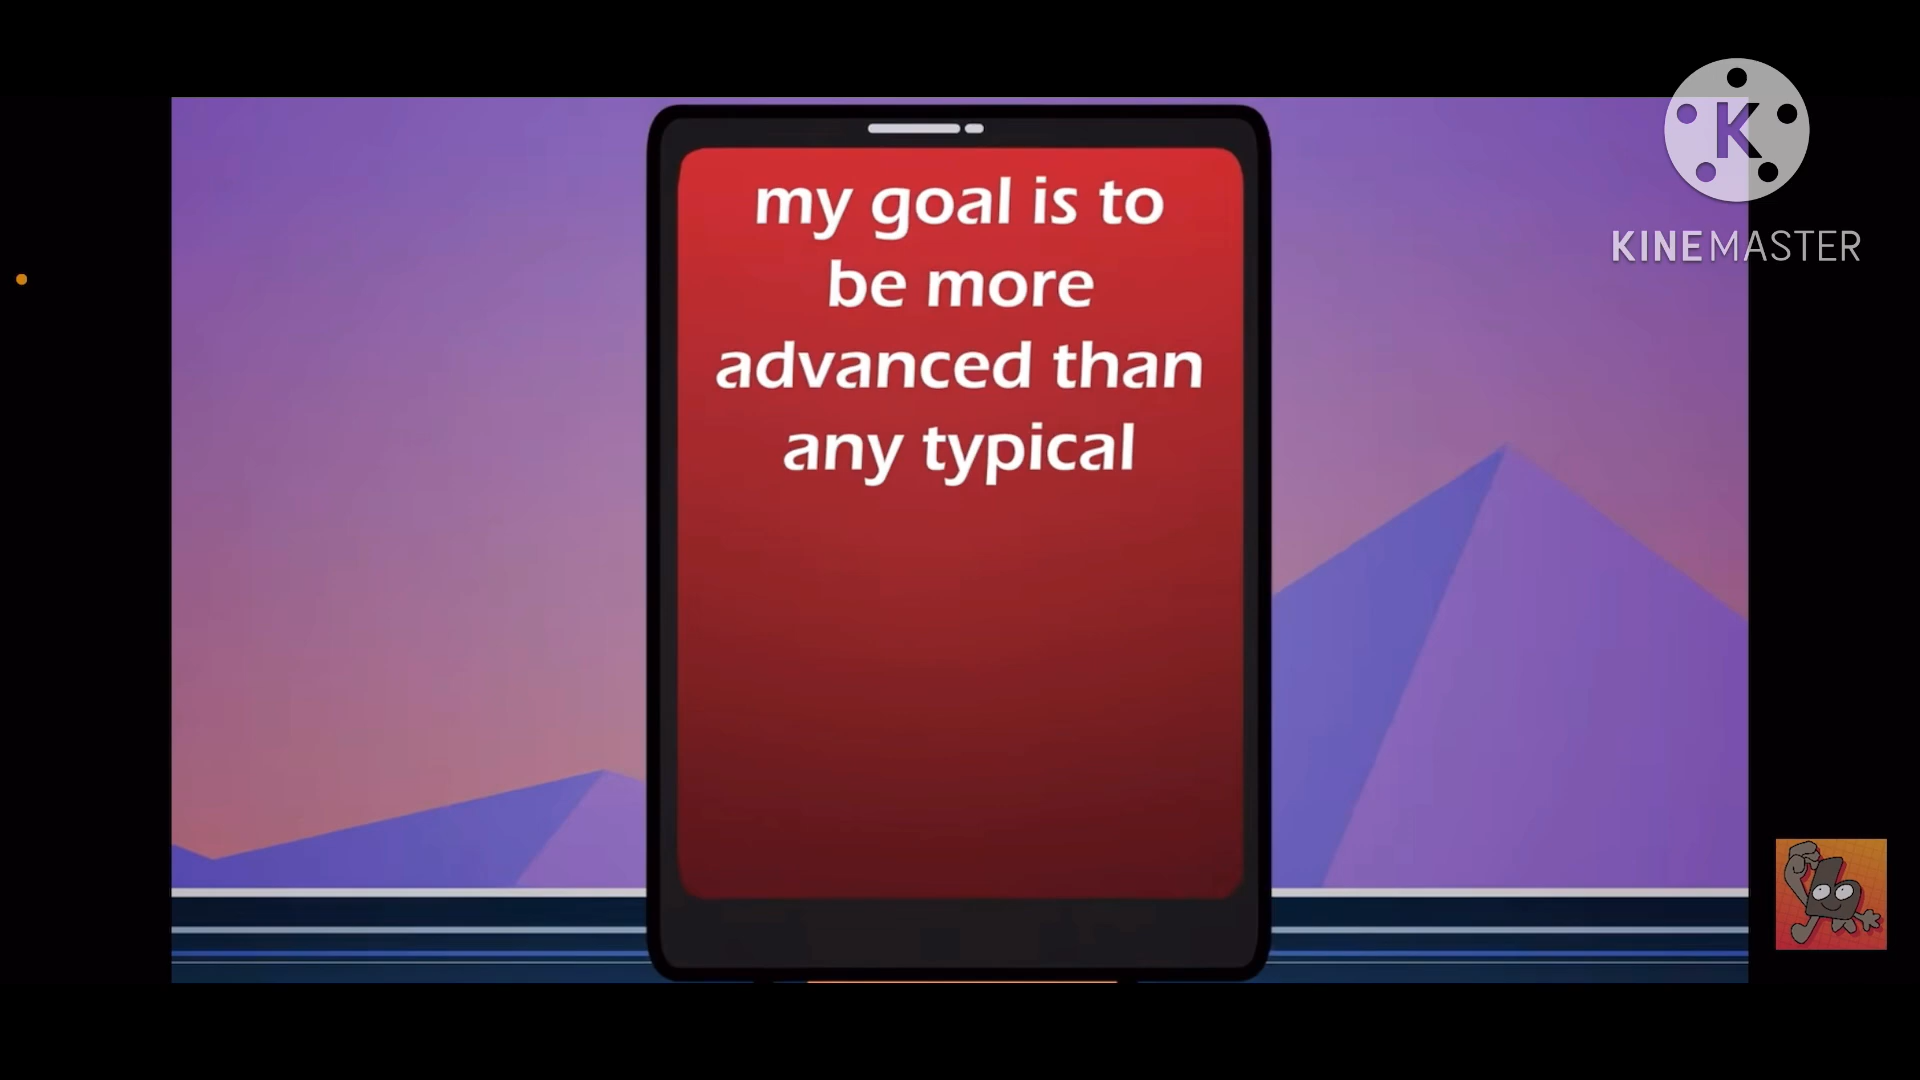 my goal is to
be more
advanced than
any typical
K
KINEMASTER